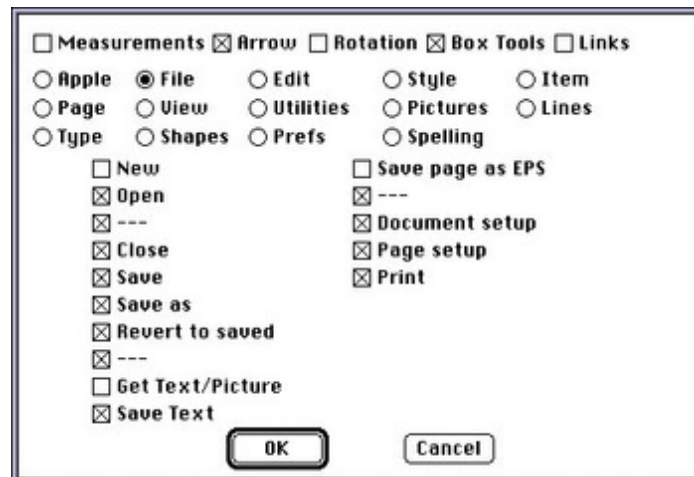 Measurements Arrow Rotation Box Tools Links
Apple File Edit Style Item
Page View Utilities Pictures Lines
Type Shapes Prefs Spelling
New Save page as EPS
Open ---
--- Document setup
Close Page setup
Save Print
Save as
Revert to saved
---
Get Text/Picture
Save Text
OK Cancel